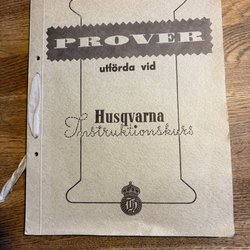 PROVER
utförda vid
Husqvarna
Instruktionskurs
H